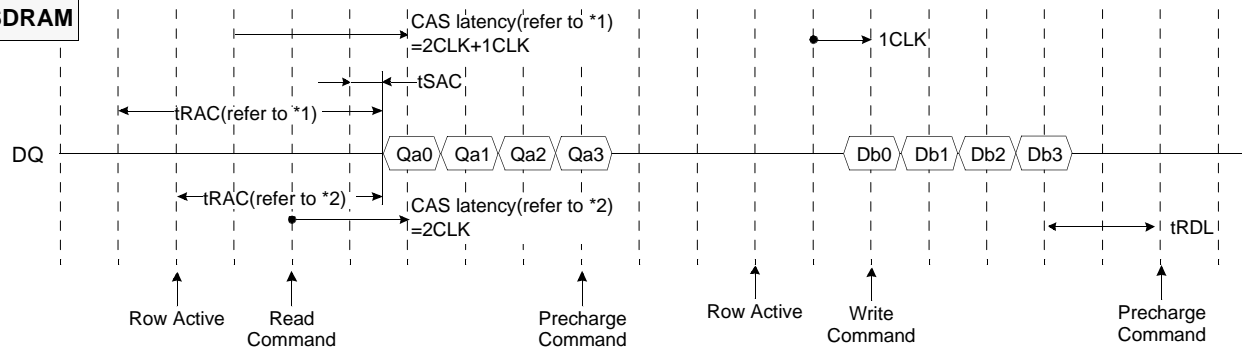 SDRAM
CAS latency(refer to *1)
=2CLK+1CLK
1CLK
tSAC
tRAC(refer to *1)
DQ
Qa0 Qa1 Qa2 Qa3
Db0 Db1 Db2 Db3
tRAC(refer to *2)
CAS latency(refer to *2)
=2CLK
tRDL
Row Active
Read
Command
Precharge
Command
Row Active
Write
Command
Precharge
Command